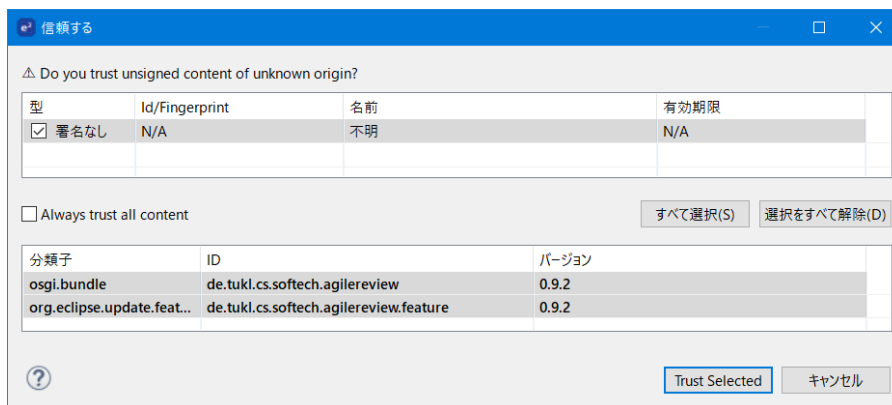 e² 信頼する
⚠ Do you trust unsigned content of unknown origin?
型 Id/Fingerprint 名前 有効期限
署名なし N/A 不明 N/A
Always trust all content すべて選択(S) 選択をすべて解除(D)
分類子 ID バージョン
osgi.bundle de.tukl.cs.softech.agilereview 0.9.2
org.eclipse.update.feat... de.tukl.cs.softech.agilereview.feature 0.9.2
? Trust Selected キャンセル